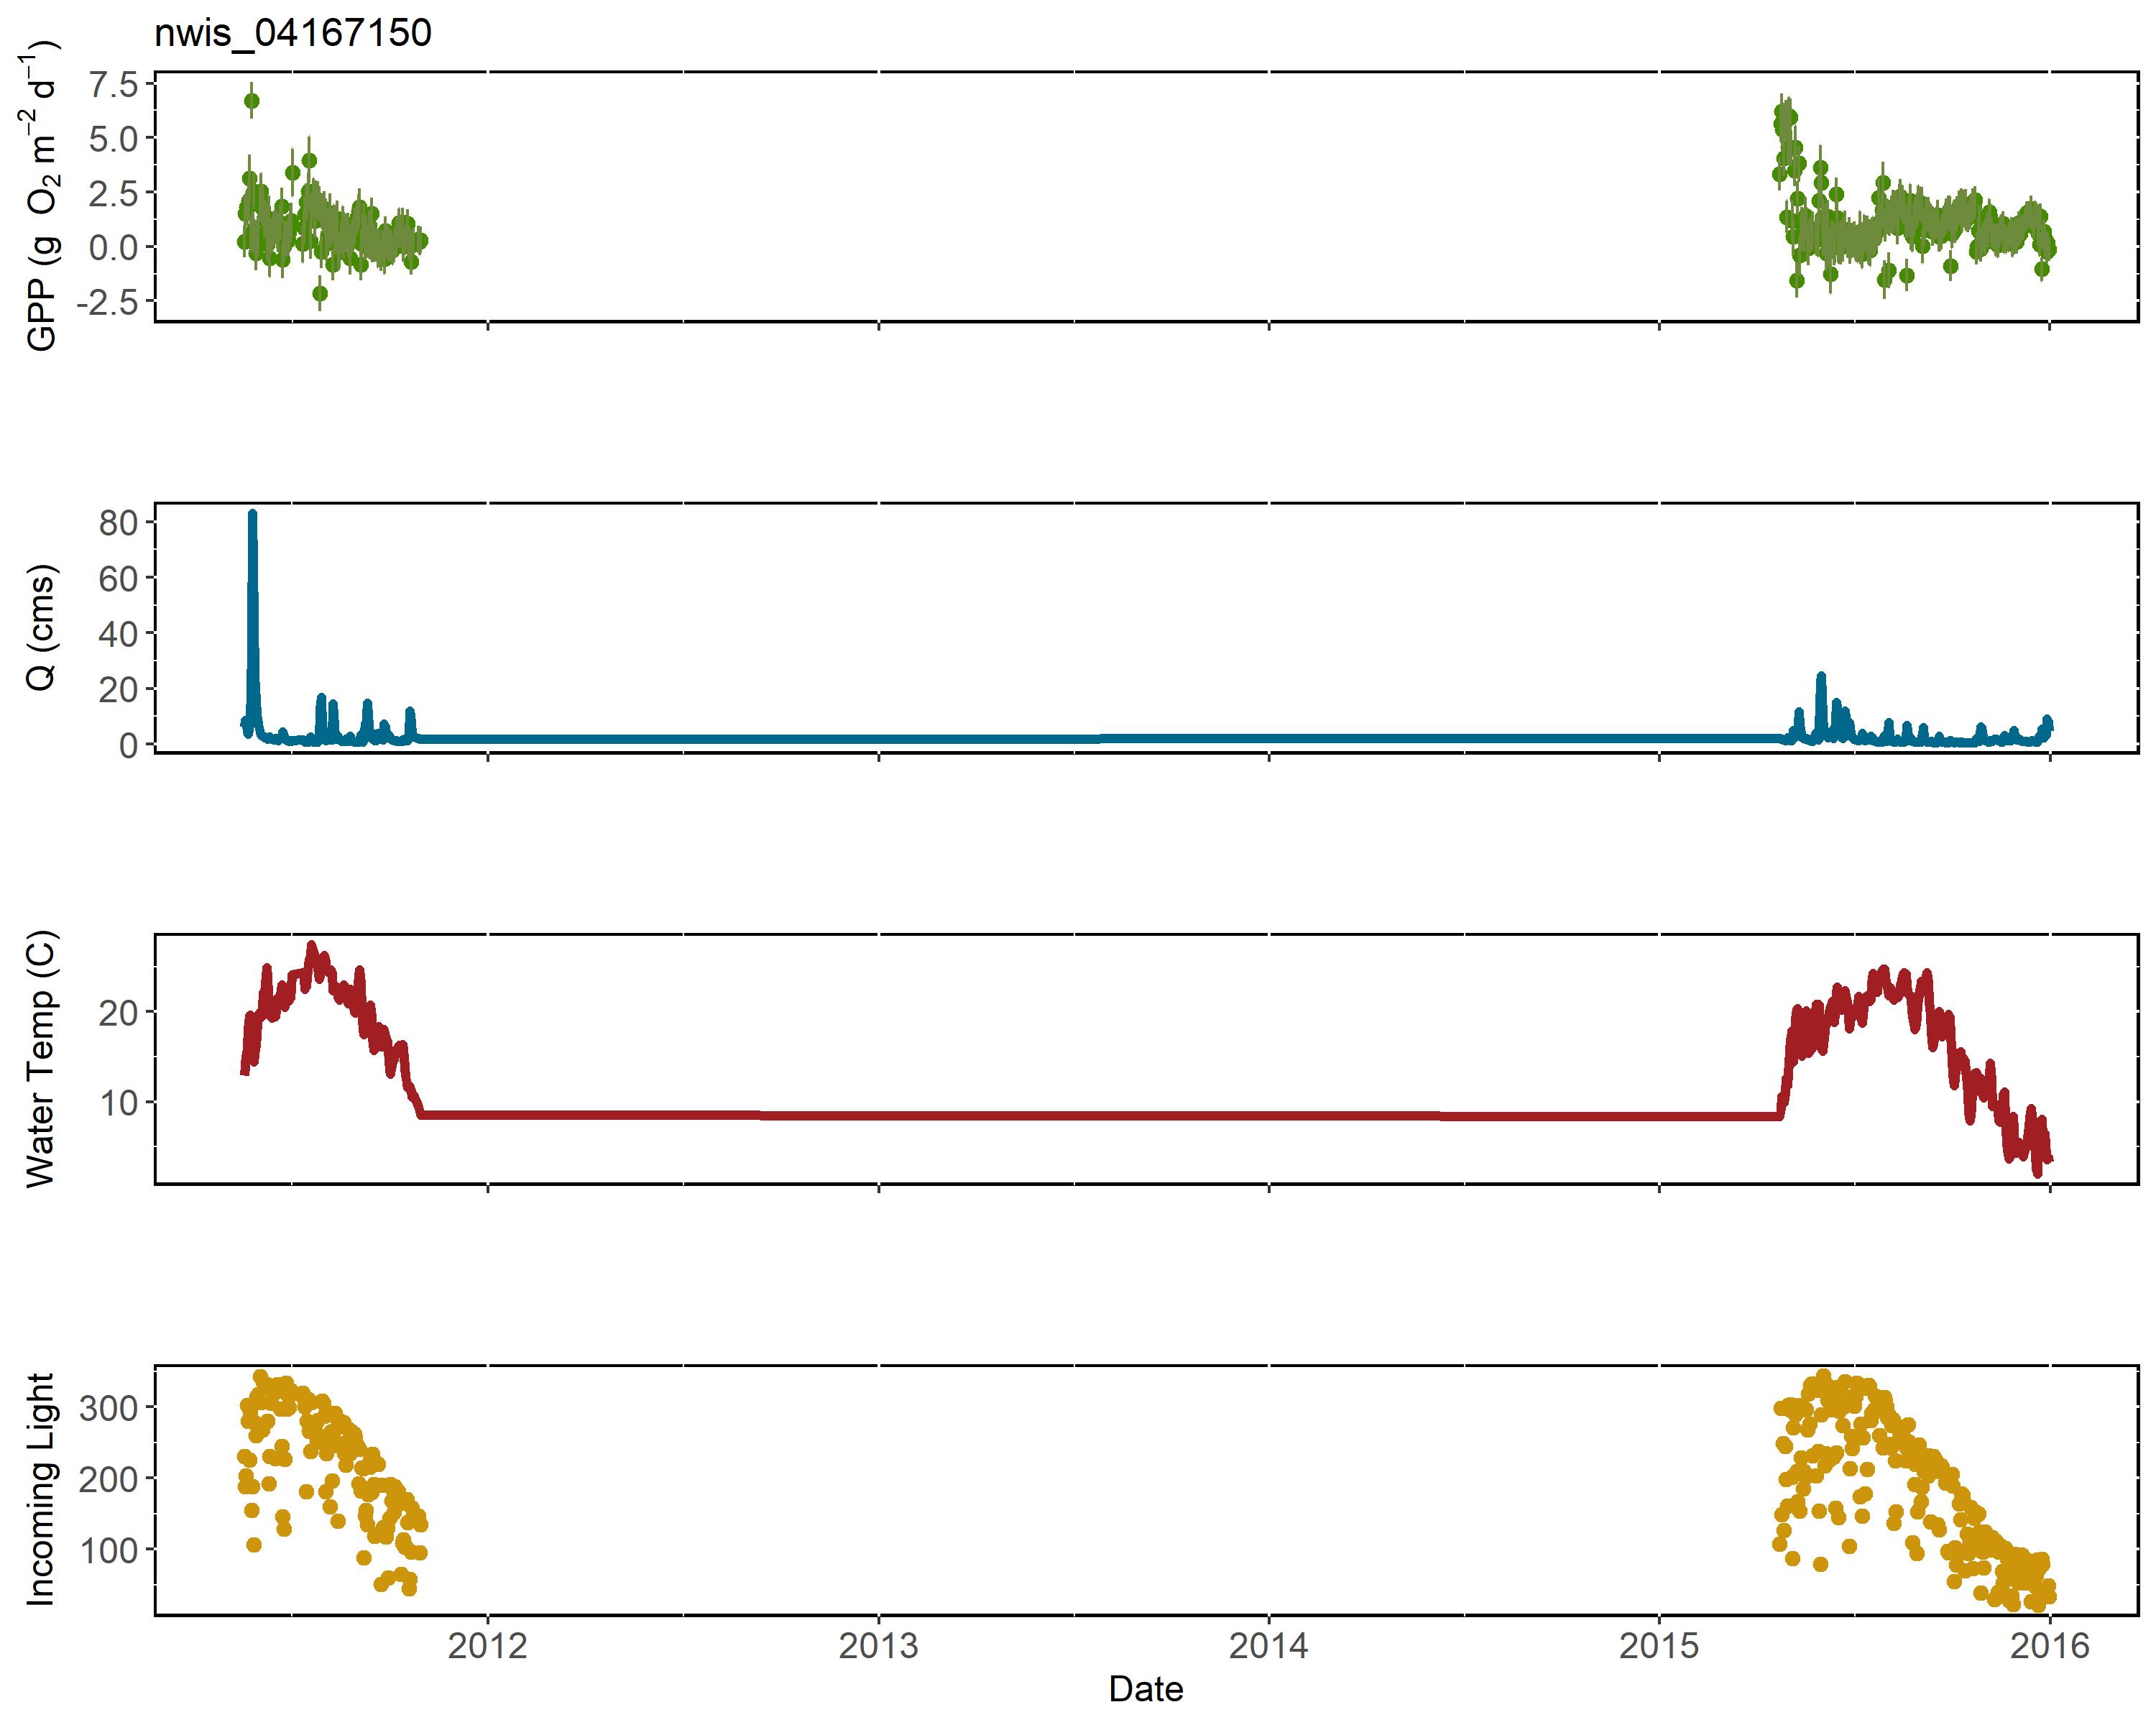 nwis_04167150
GPP (g O₂ m⁻² d⁻¹)
7.5
5.0
2.5
0.0
-2.5
Q (cms)
80
60
40
20
0
Water Temp (C)
20
10
Incoming Light
300
200
100
2012 2013 2014 2015 2016
Date